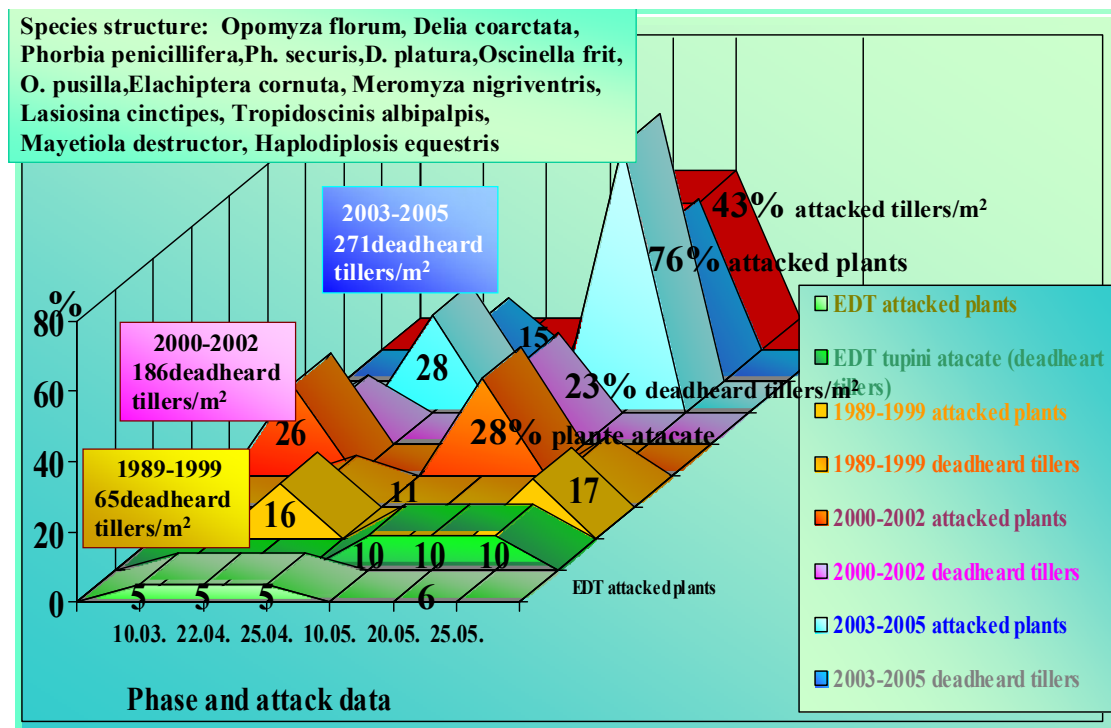 Species structure:  Opomyza florum, Delia coarctata,
Phorbia penicillifera,Ph. securis,D. platura,Oscinella frit,
O. pusilla,Elachiptera cornuta, Meromyza nigriventris,
Lasiosina cinctipes, Tropidoscinis albipalpis,
Mayetiola destructor, Haplodiplosis equestris
43% attacked tillers/m²
2003-2005
271deadheard
tillers/m²
76% attacked plants
%
80
60
40
20
0
2000-2002
186deadheard
tillers/m²
15
28
23% deadheard tillers/m²
26
28% plante atacate
1989-1999
65deadheard
tillers/m²
11
17
16
10
10
10
5
5
5
6
EDT attacked plants
10.03.
22.04.
25.04.
10.05.
20.05.
25.05.
Phase and attack data
EDT attacked plants
EDT tupini atacate (deadheard
tillers)
1989-1999 attacked plants
1989-1999 deadheard tillers
2000-2002 attacked plants
2000-2002 deadheard tillers
2003-2005 attacked plants
2003-2005 deadheard tillers